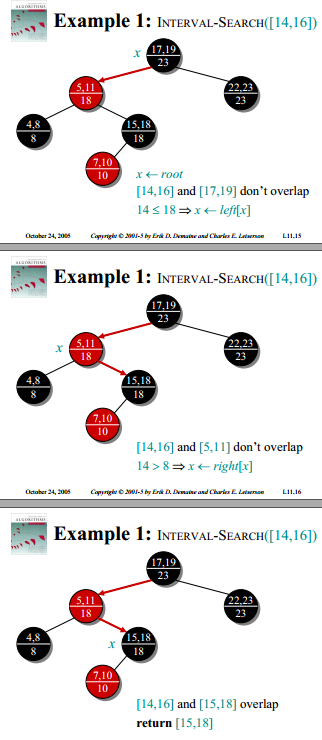 ALGORITHMS
Example 1: INTERVAL-SEARCH([14,16])
x
17,19
23
5,11
18
22,23
23
4,8
8
15,18
18
7,10
10
x ← root
[14,16] and [17,19] don't overlap
14 ≤ 18 ⇒ x ← left[x]
October 24, 2005 Copyright © 2001-5 by Erik D. Demaine and Charles E. Leiserson L11.15
ALGORITHMS
Example 1: INTERVAL-SEARCH([14,16])
17,19
23
x
5,11
18
22,23
23
4,8
8
15,18
18
7,10
10
[14,16] and [5,11] don't overlap
14 > 8 ⇒ x ← right[x]
October 24, 2005 Copyright © 2001-5 by Erik D. Demaine and Charles E. Leiserson L11.16
ALGORITHMS
Example 1: INTERVAL-SEARCH([14,16])
17,19
23
5,11
18
22,23
23
4,8
8
x
15,18
18
7,10
10
[14,16] and [15,18] overlap
return [15,18]